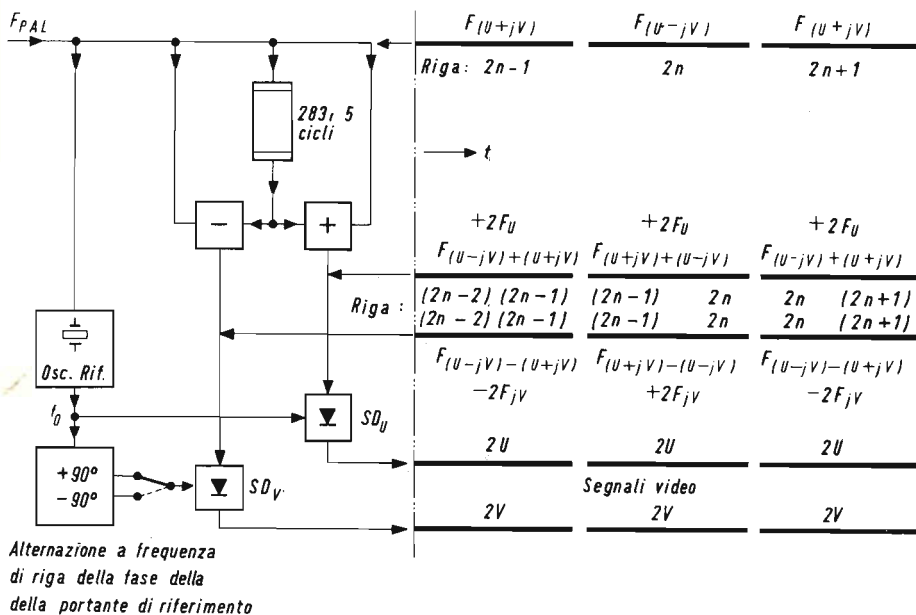 F_PAL
F(U+jV) F(U-jV) F(U+jV)
Riga: 2n-1 2n 2n+1
283,5
cicli
t
−
+
+2F_U +2F_U +2F_U
F(U-jV)+(U+jV) F(U+jV)+(U-jV) F(U-jV)+(U+jV)
Riga: (2n-2) (2n-1) (2n-1) 2n 2n (2n+1)
(2n-2) (2n-1) (2n-1) 2n 2n (2n+1)
F(U-jV)-(U+jV) F(U+jV)-(U-jV) F(U-jV)-(U+jV)
-2F_jV +2F_jV -2F_jV
Osc. Rif.
f_0
SD_U
2U 2U 2U
+90°
-90°
SD_V
Segnali video
2V 2V 2V
Alternazione a frequenza
di riga della fase della
della portante di riferimento